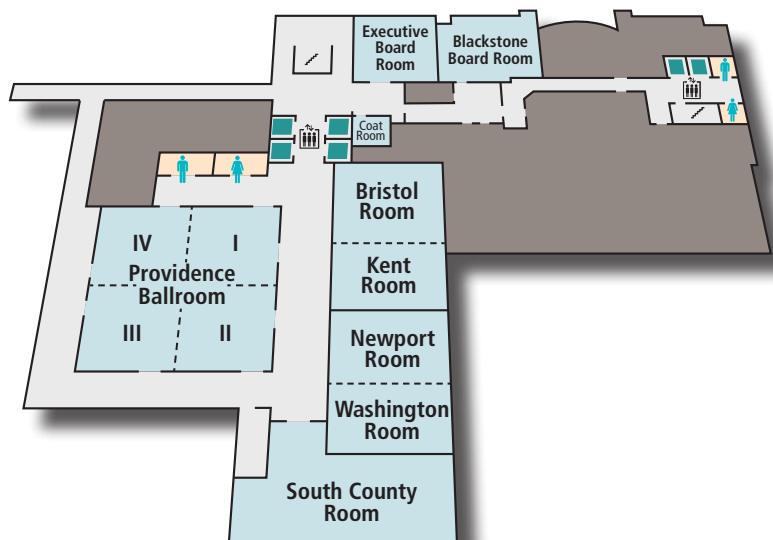 Executive
Board
Room
Blackstone
Board Room
Coat
Room
Bristol
Room
IV
I
Providence
Ballroom
Kent
Room
III
II
Newport
Room
Washington
Room
South County
Room